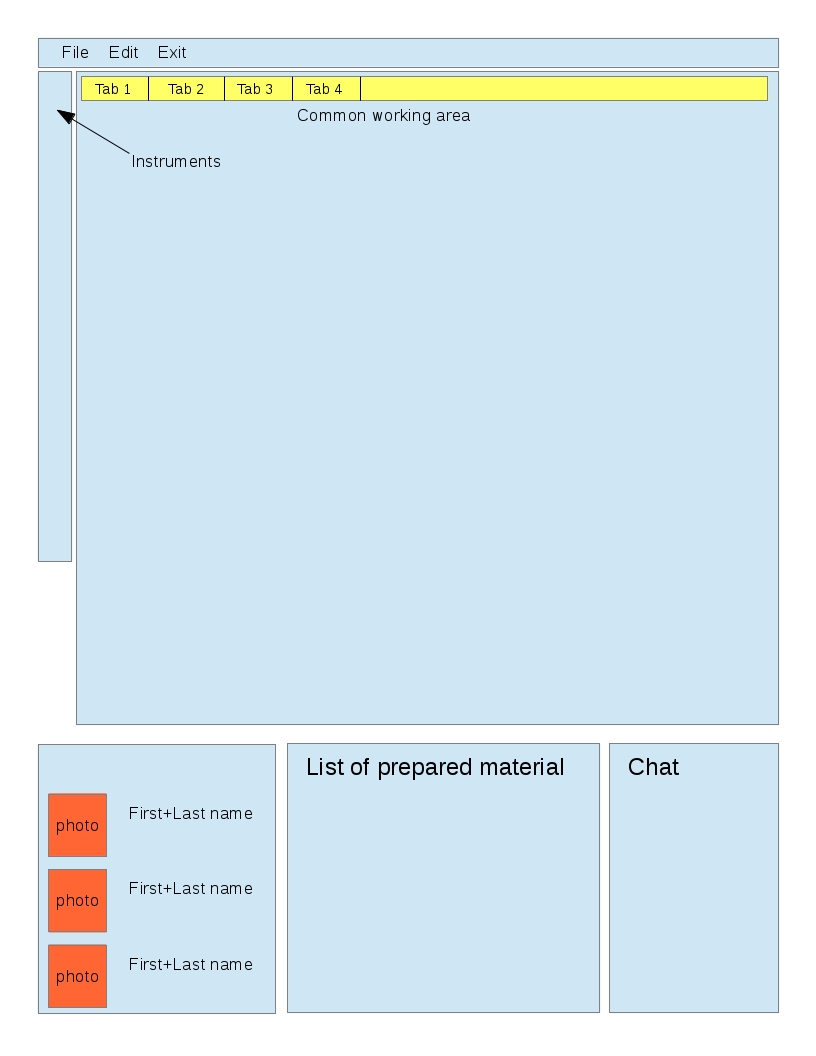 File Edit Exit
Tab 1 Tab 2 Tab 3 Tab 4
Common working area
Instruments
photo First+Last name
photo First+Last name
photo First+Last name
List of prepared material
Chat